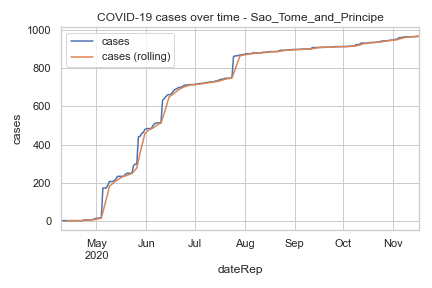 COVID-19 cases over time - Sao_Tome_and_Principe
cases
cases (rolling)
1000
800
600
400
200
0
cases
May
2020
Jun
Jul
Aug
Sep
Oct
Nov
dateRep